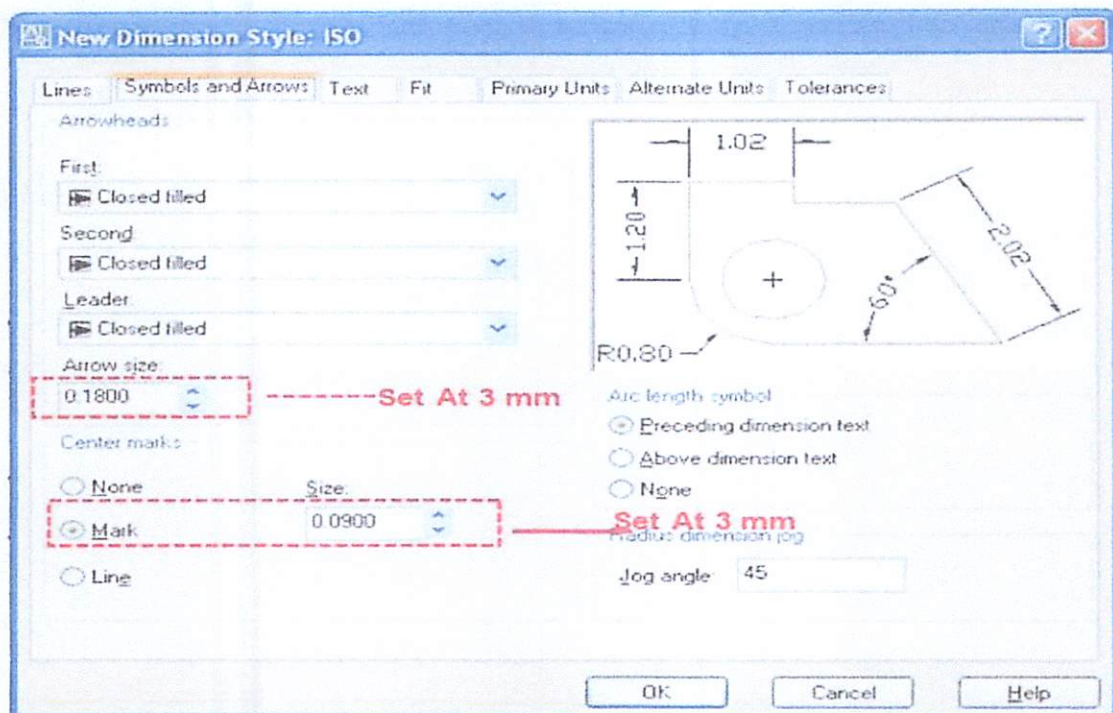 New Dimension Style: ISO
Lines Symbols and Arrows Text Fit Primary Units Alternate Units Tolerances
Arrowheads
First:
Closed filled
Second:
Closed filled
Leader:
Closed filled
Arrow size:
0.1800
Set At 3 mm
Center marks
None
Size:
Mark
0.0900
Set At 3 mm
Line
1.02
1.20
2.02
60°
R0.80
Arc length symbol
Preceding dimension text
Above dimension text
None
Radius dimension jog
Jog angle: 45
OK Cancel Help